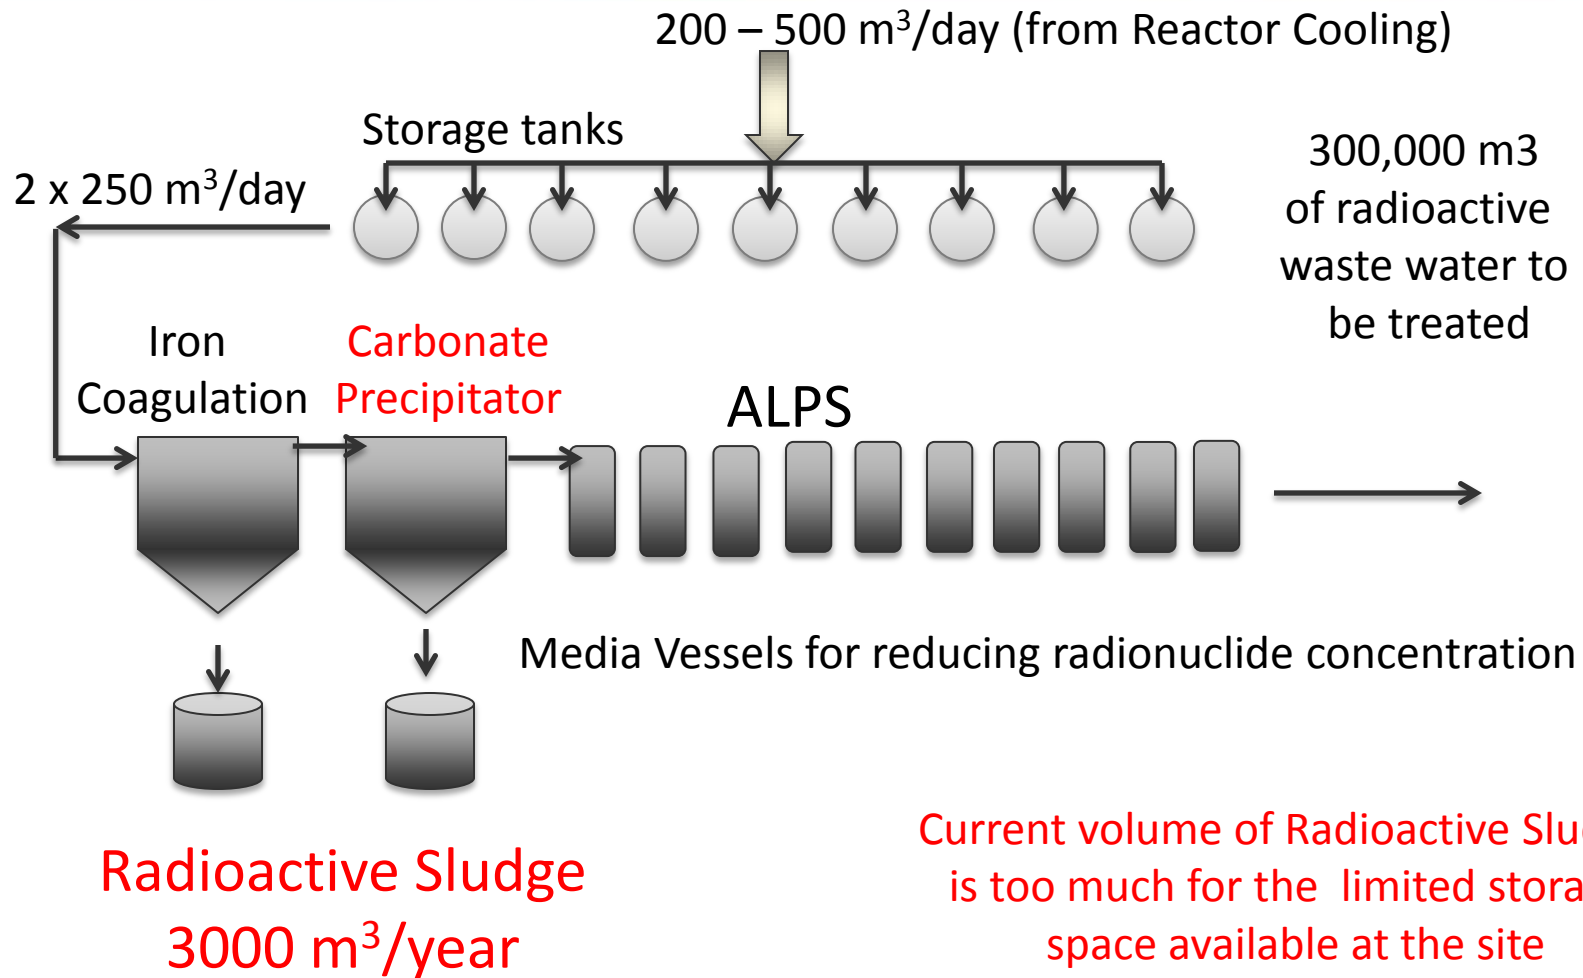 200 – 500 m³/day (from Reactor Cooling)
Storage tanks
2 x 250 m³/day
300,000 m3
of radioactive
waste water to
be treated
Iron
Coagulation
Carbonate
Precipitator
ALPS
Media Vessels for reducing radionuclide concentration
Radioactive Sludge
3000 m³/year
Current volume of Radioactive
is too much for the limited
space available at the site